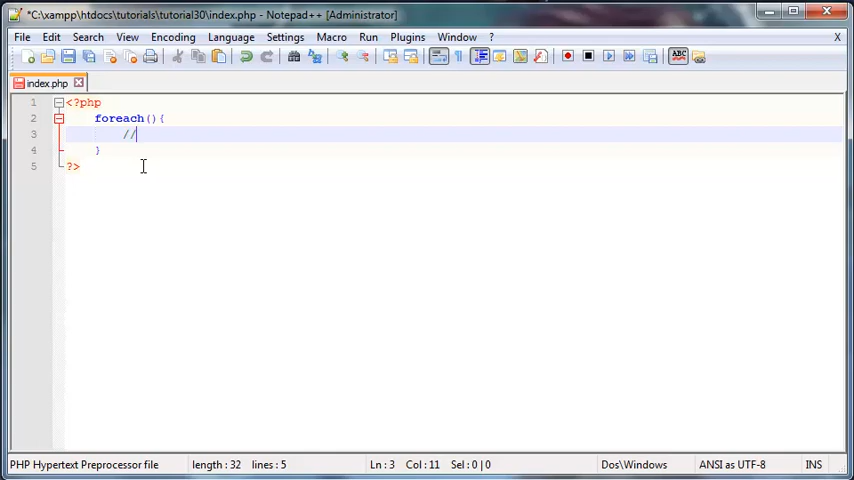 *C:\xampp\htdocs\tutorials\tutorial30\index.php - Notepad++ [Administrator]
File Edit Search View Encoding Language Settings Macro Run Plugins Window ? X
index.php
1 <?php
2 foreach(){
3 //
4 }
5 ?>
PHP Hypertext Preprocessor file length : 32 lines : 5 Ln : 3 Col : 11 Sel : 0 | 0 Dos\Windows ANSI as UTF-8 INS